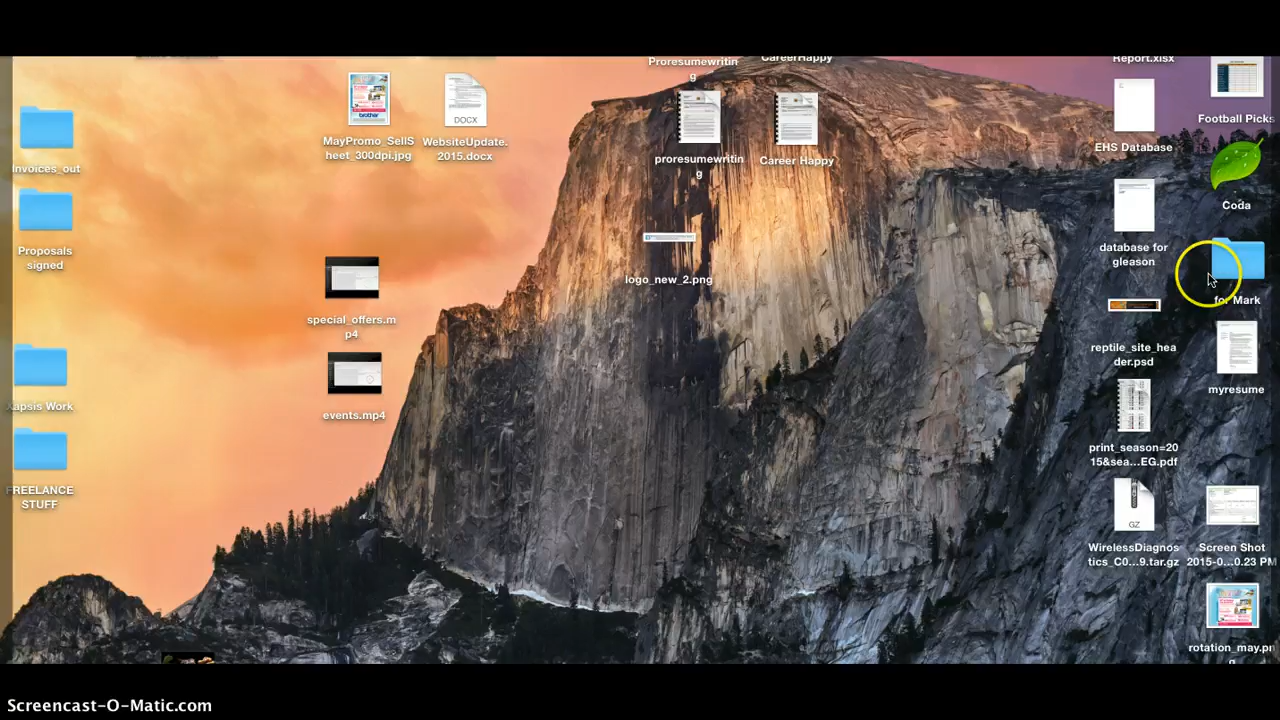 Proresumewritin
g
CareerHappy
Report.xlsx
Invoices_out
MayPromo_SellS
heet_300dpi.jpg
brother
DOCX
WebsiteUpdate.
2015.docx
proresumewritin
g
Career Happy
EHS Database
Football Picks
Coda
Proposals
signed
logo_new_2.png
database for
gleason
for Mark
special_offers.m
p4
reptile_site_hea
der.psd
myresume
Xapsis Work
events.mp4
print_season=20
15&sea...EG.pdf
FREELANCE
STUFF
GZ
WirelessDiagnos
tics_C0...9.tar.gz
Screen Shot
2015-0...0.23 PM
rotation_may.pn
g
Screencast-O-Matic.com